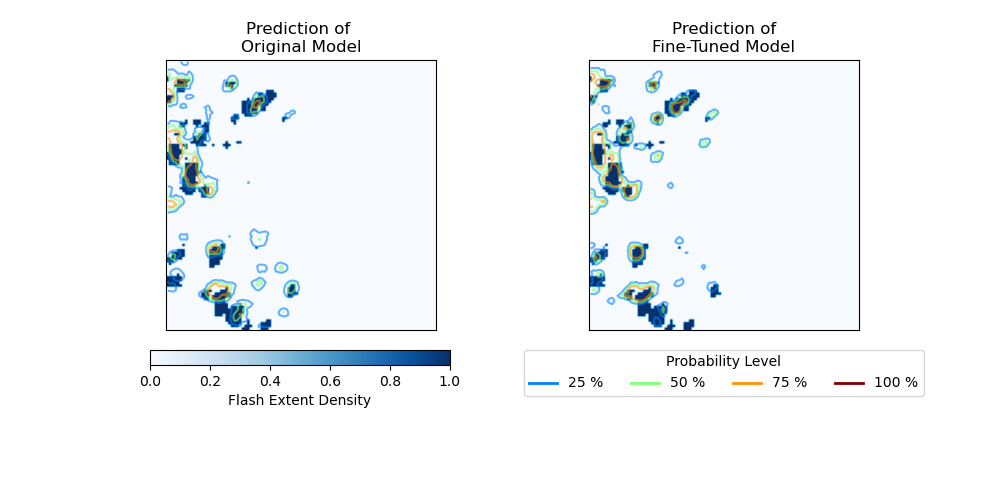 Prediction of
Original Model
Prediction of
Fine-Tuned Model
0.0 0.2 0.4 0.6 0.8 1.0
Flash Extent Density
Probability Level
25 % 50 % 75 % 100 %